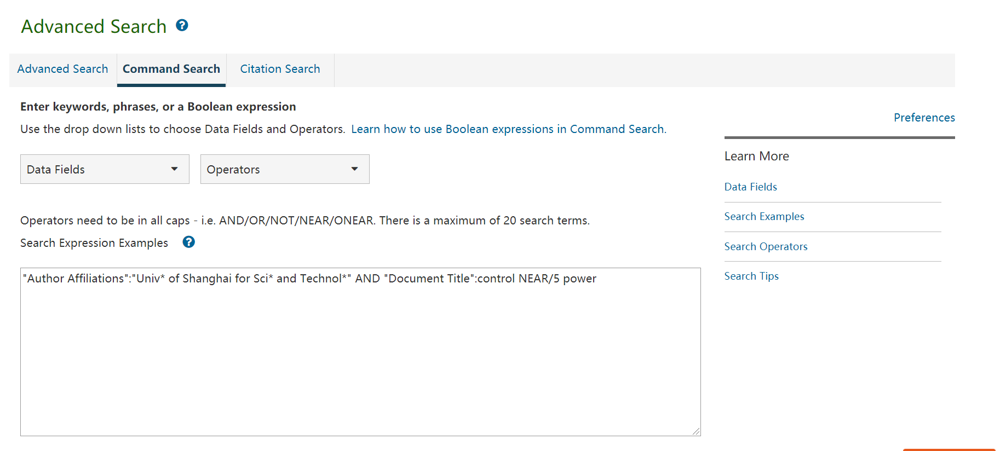 Advanced Search
Advanced Search
Command Search
Citation Search
Enter keywords, phrases, or a Boolean expression
Use the drop down lists to choose Data Fields and Operators. Learn how to use Boolean expressions in Command Search.
Data Fields
Operators
Operators need to be in all caps - i.e. AND/OR/NOT/NEAR/ONEAR. There is a maximum of 20 search terms.
Search Expression Examples
"Author Affiliations":"Univ* of Shanghai for Sci* and Technol*" AND "Document Title":control NEAR/5 power
Preferences
Learn More
Data Fields
Search Examples
Search Operators
Search Tips